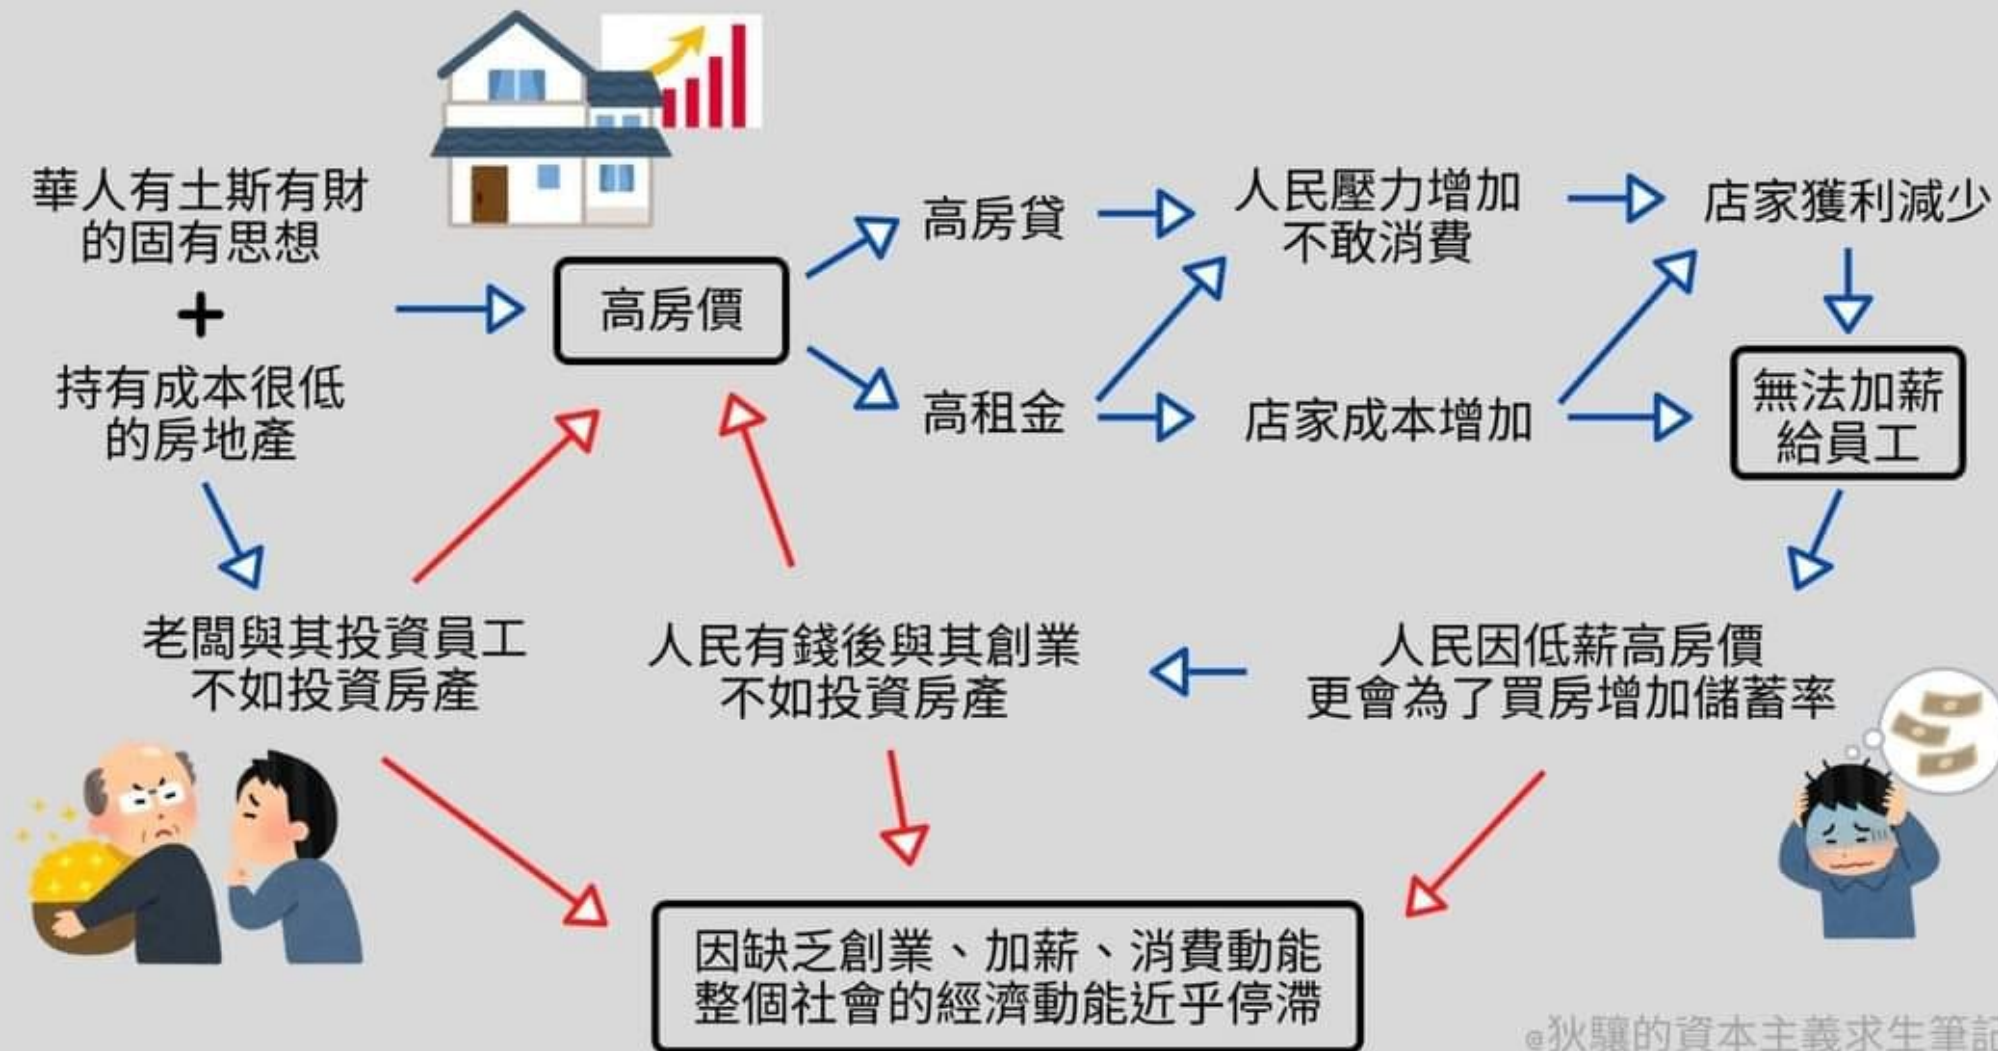 華人有土斯有財
的固有思想
+
持有成本很低
的房地產
高房價
高房貸
高租金
人民壓力增加
不敢消費
店家成本增加
店家獲利減少
無法加薪
給員工
老闆與其投資員工
不如投資房產
人民有錢後與其創業
不如投資房產
人民因低薪高房價
更會為了買房增加儲蓄率
因缺乏創業、加薪、消費動能
整個社會的經濟動能近乎停滯
@狄驤的資本主義求生筆記